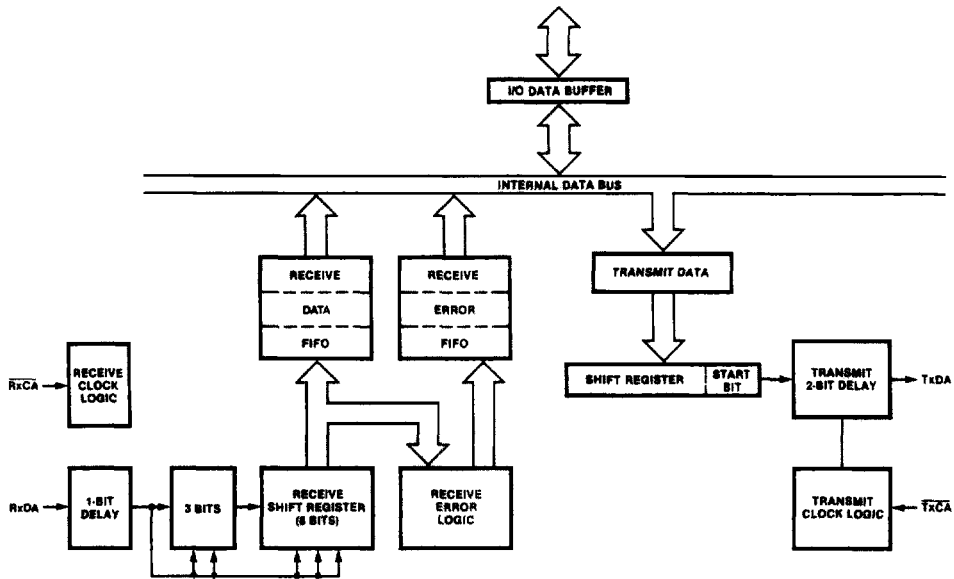 I/O DATA BUFFER
INTERNAL DATA BUS
RECEIVE
DATA
FIFO
RECEIVE
ERROR
FIFO
TRANSMIT DATA
RxCA
RECEIVE
CLOCK
LOGIC
SHIFT REGISTER
START
BIT
TRANSMIT
2-BIT DELAY
TxDA
RxDA
1-BIT
DELAY
3 BITS
RECEIVE
SHIFT REGISTER
(8 BITS)
RECEIVE
ERROR
LOGIC
TRANSMIT
CLOCK LOGIC
TxCA